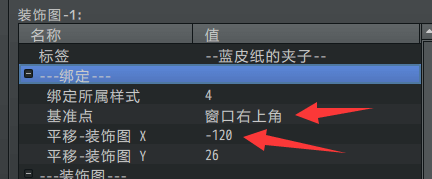 装饰图-1:
名称 值
标签 --蓝皮纸的夹子--
---绑定---
绑定所属样式 4
基准点 窗口右上角
平移-装饰图 X -120
平移-装饰图 Y 26
---装饰图---